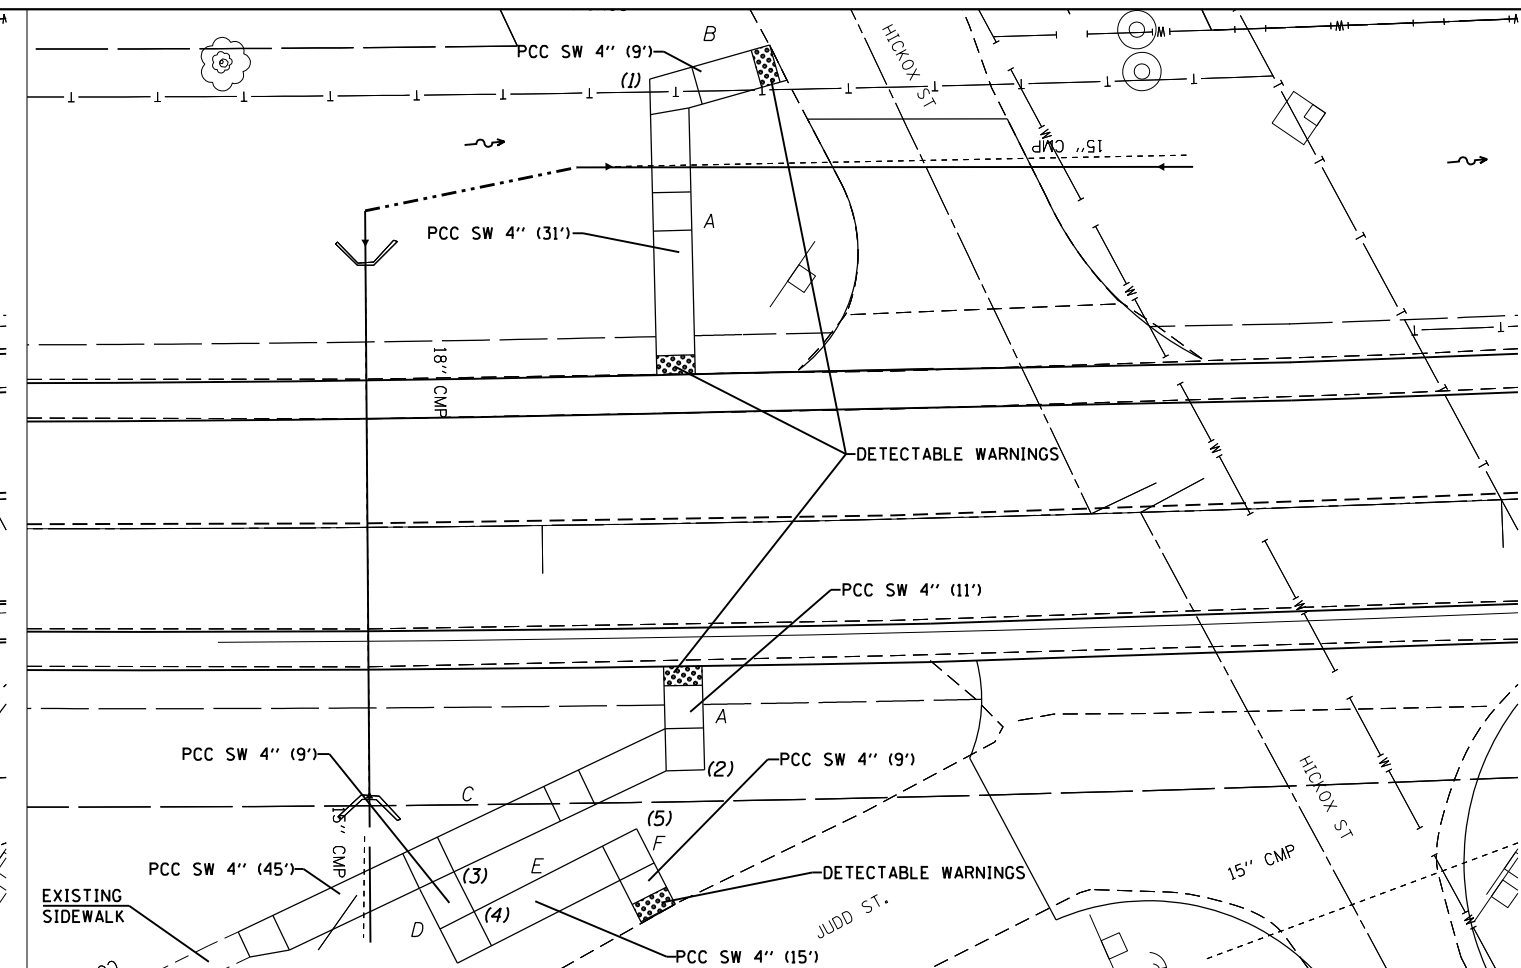 B
PCC SW 4" (9')
(1)
HICKOX ST
15" CMP
A
PCC SW 4" (31')
18" CMP
DETECTABLE WARNINGS
PCC SW 4" (11')
A
PCC SW 4" (9')
(2)
PCC SW 4" (9')
C
HICKOX ST
(5)
F
15" CMP
E
15" CMP
PCC SW 4" (45')
(3)
DETECTABLE WARNINGS
EXISTING
SIDEWALK
(4)
D
JUDD ST.
PCC SW 4" (15')